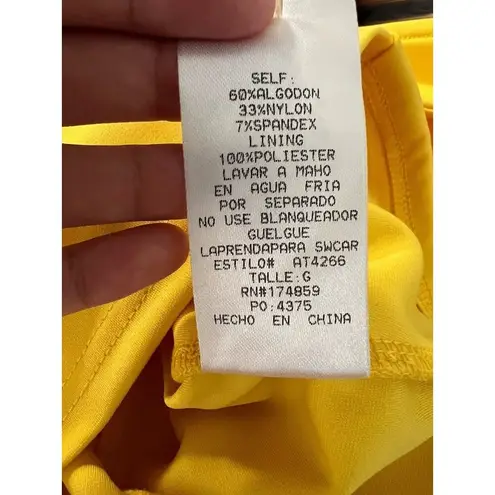 SELF:
60%ALGODON
33%NYLON
7%SPANDEX
LINING
100%POLIESTER
LAVAR A MAHO
EN AGUA FRIA
POR SEPARADO
NO USE BLANQUEADOR
GUELGUE
LAPRENDAPARA SWCAR
ESTILO# AT4266
TALLE:G
RN#174859
PO:4375
HECHO EN CHINA